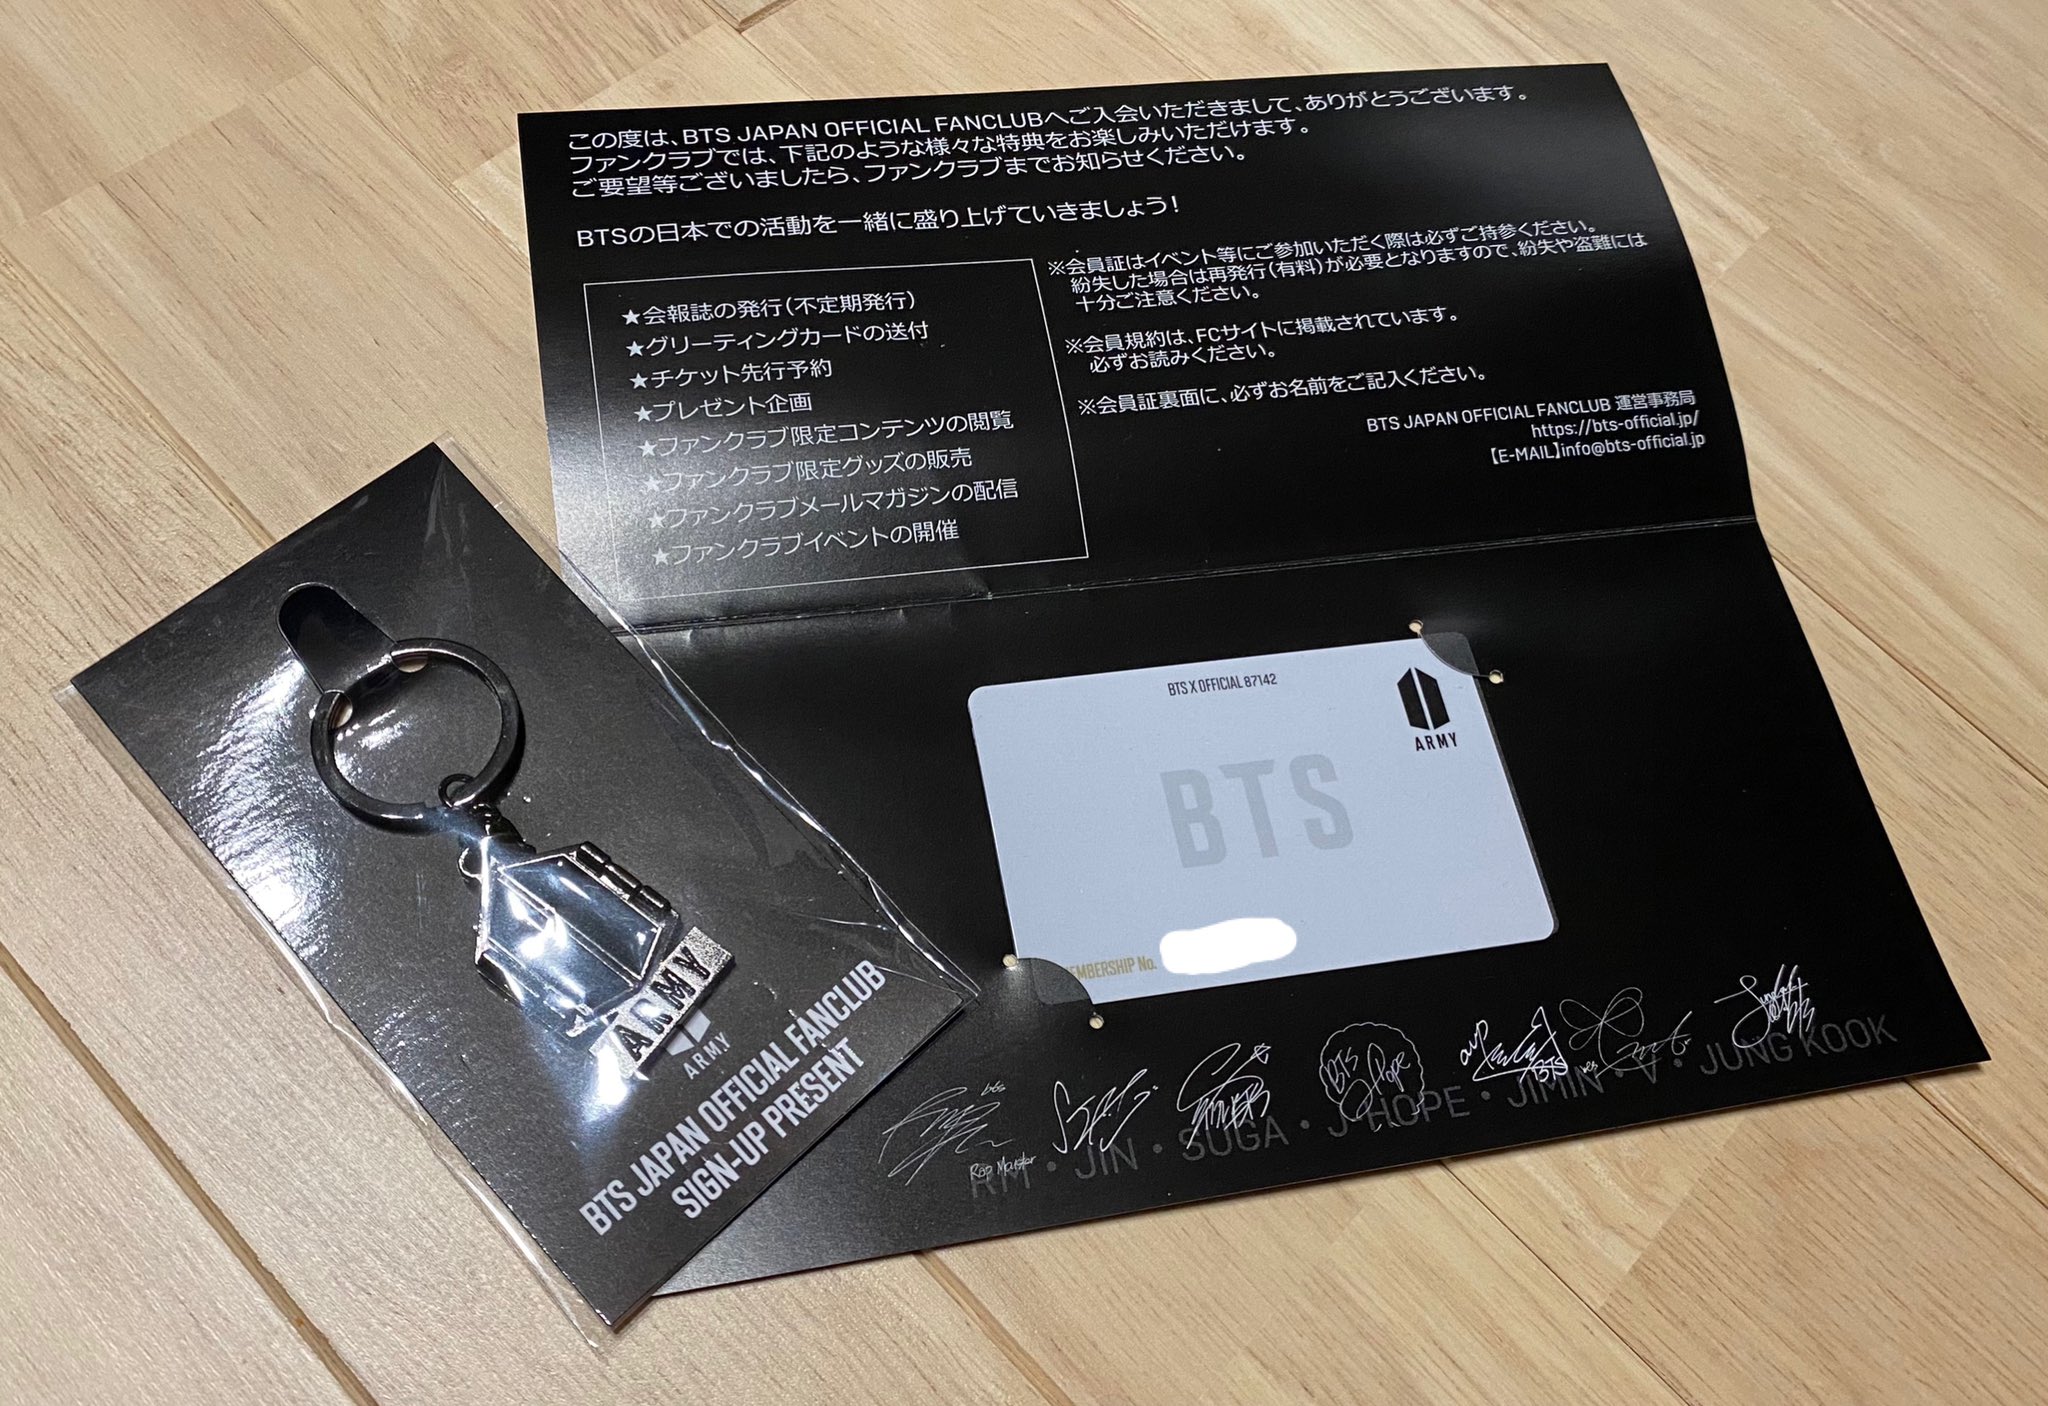 この度は、BTS JAPAN OFFICIAL FANCLUBへご入会いただきまして、ありがとうございます。
ファンクラブでは、下記のような様々な特典をお楽しみいただけます。
ご要望等ございましたら、ファンクラブまでお知らせください。
BTSの日本での活動を一緒に盛り上げていきましょう！
★会報誌の発行（不定期発行）
★グリーティングカードの送付
★チケット先行予約
★プレゼント企画
★ファンクラブ限定コンテンツの閲覧
★ファンクラブ限定グッズの販売
★ファンクラブメールマガジンの配信
★ファンクラブイベントの開催
※会員証はイベント等にご参加いただく際は必ずご持参ください。
紛失した場合は再発行（有料）が必要となりますので、紛失や盗難には
十分ご注意ください。
※会員規約は、FCサイトに掲載されています。
必ずお読みください。
※会員証裏面に、必ずお名前をご記入ください。
BTS JAPAN OFFICIAL FANCLUB 運営事務局
https://bts-official.jp/
【E-MAIL】info@bts-official.jp
BTS X OFFICIAL 87142
ARMY
BTS
EMBERSHIP No.
bts
Rap Monster
BTS
Hope
BTS
RM・JIN・SUGA・J-HOPE・JIMIN・V・JUNG KOOK
ARMY
ARMY
BTS JAPAN OFFICIAL FANCLUB
SIGN-UP PRESENT